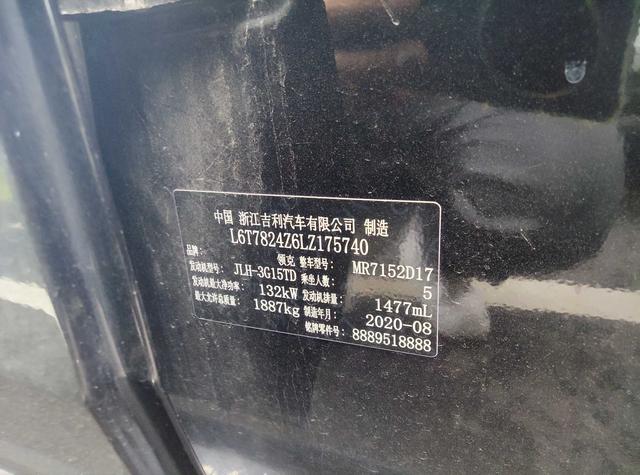 中国 浙江吉利汽车有限公司 制造
L6T7824Z6LZ175740
品牌: 领克 整车型号: MR7152D17
发动机型号: JLH-3G15TD 乘坐人数: 5
发动机最大净功率: 132kW 发动机排量: 1477mL
最大允许总质量: 1887kg 制造年月: 2020-08
铭牌零件号: 8889518888